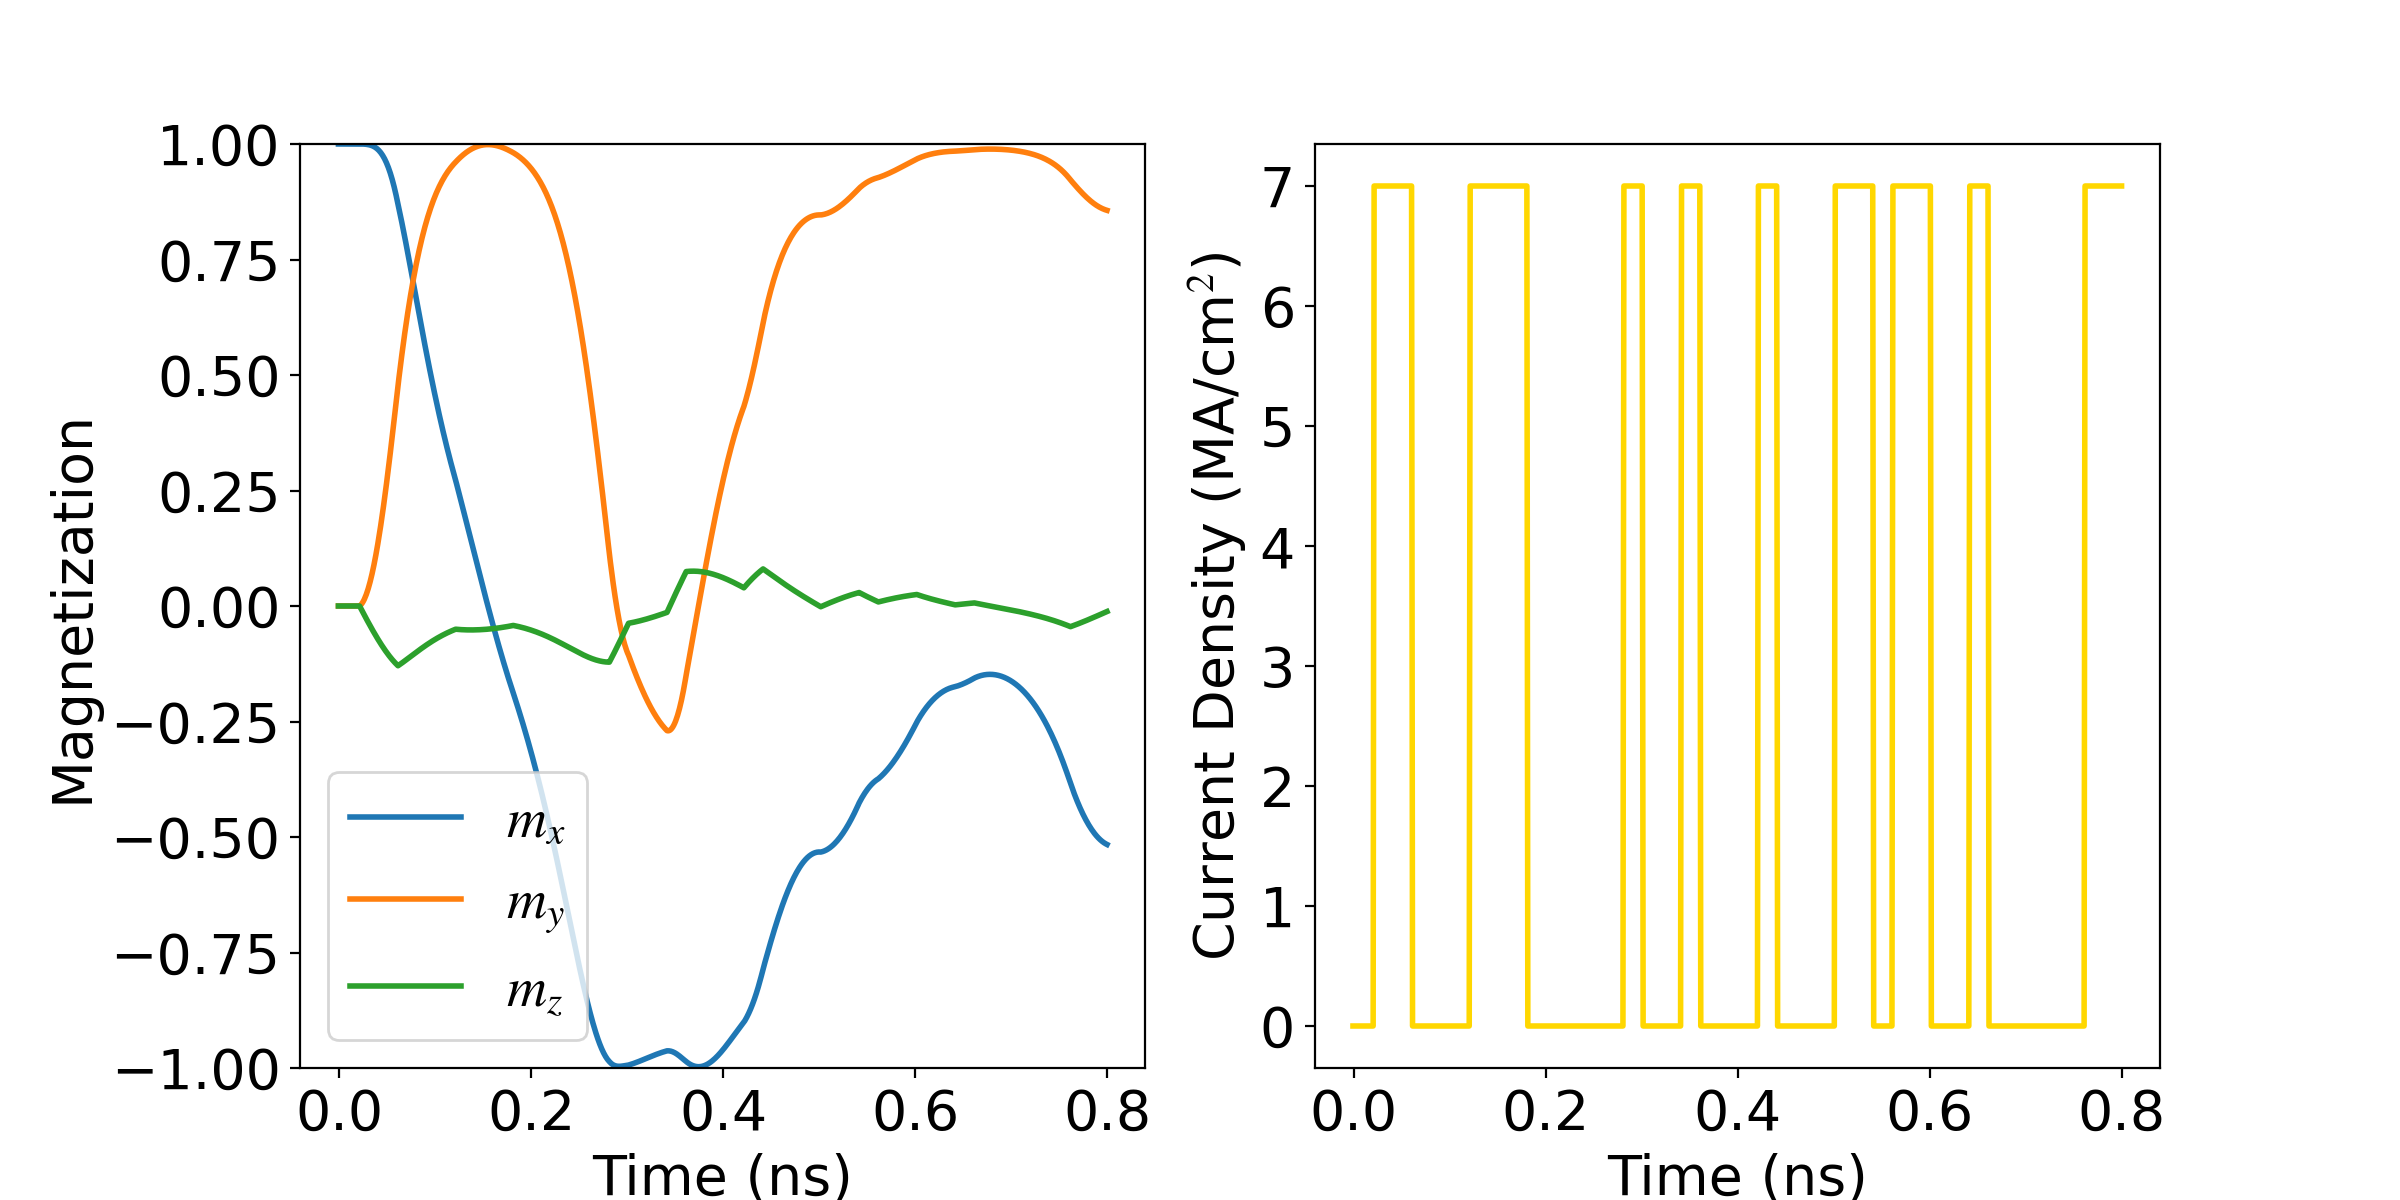 Magnetization
1.00
0.75
0.50
0.25
0.00
−0.25
−0.50
−0.75
−1.00
m_x
m_y
m_z
0.0 0.2 0.4 0.6 0.8
Time (ns)
Current Density (MA/cm²)
7
6
5
4
3
2
1
0
0.0 0.2 0.4 0.6 0.8
Time (ns)